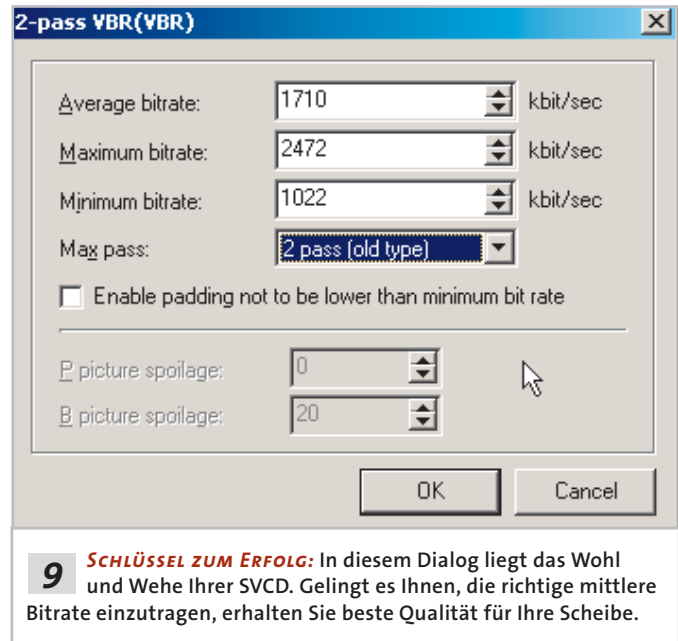 2-pass VBR(VBR)
Average bitrate: 1710 kbit/sec
Maximum bitrate: 2472 kbit/sec
Minimum bitrate: 1022 kbit/sec
Max pass: 2 pass (old type)
Enable padding not to be lower than minimum bit rate
P picture spoilage: 0
B picture spoilage: 20
OK Cancel
9 SCHLÜSSEL ZUM ERFOLG: In diesem Dialog liegt das Wohl
und Wehe Ihrer SVCD. Gelingt es Ihnen, die richtige mittlere
Bitrate einzutragen, erhalten Sie beste Qualität für Ihre Scheibe.